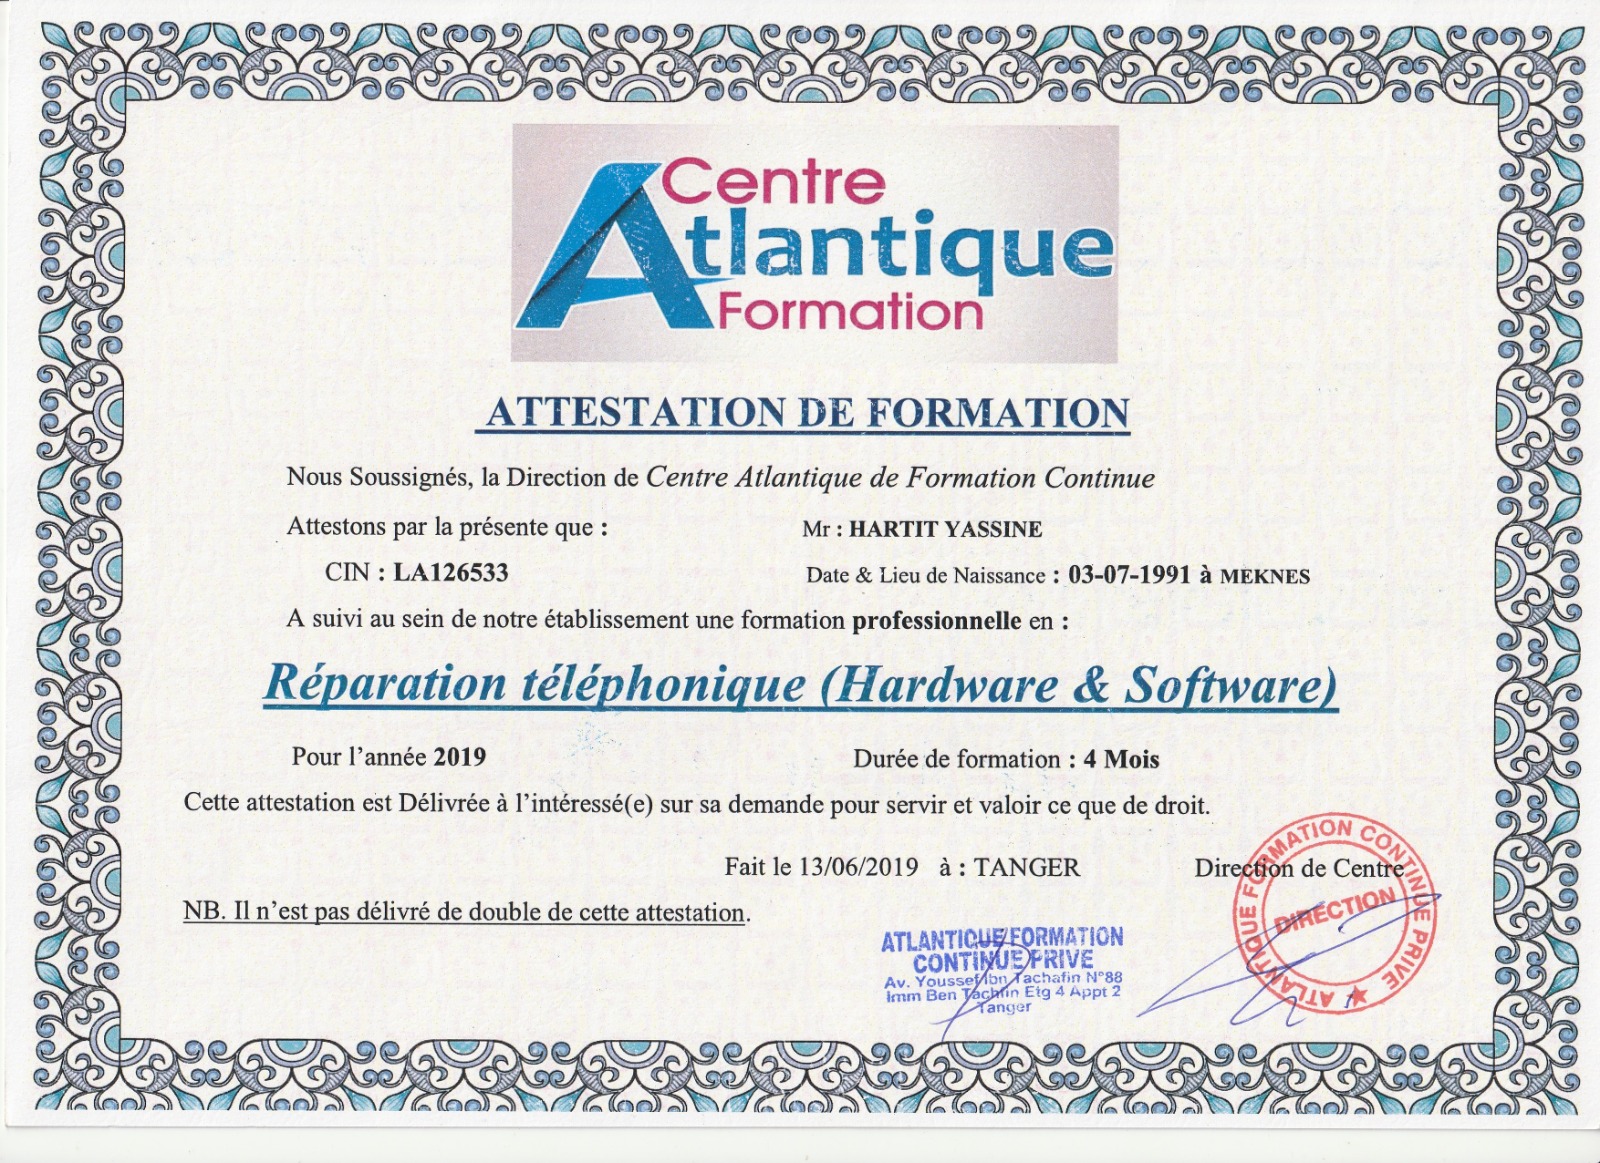 Centre
Atlantique
Formation
ATTESTATION DE FORMATION
Nous Soussignés, la Direction de Centre Atlantique de Formation Continue
Attestons par la présente que : Mr : HARTIT YASSINE
CIN : LA126533 Date & Lieu de Naissance : 03-07-1991 à MEKNES
A suivi au sein de notre établissement une formation professionnelle en :
Réparation téléphonique (Hardware & Software)
Pour l'année 2019 Durée de formation : 4 Mois
Cette attestation est Délivrée à l'intéressé(e) sur sa demande pour servir et valoir ce que de droit.
Fait le 13/06/2019 à : TANGER Direction de Centre
NB. Il n'est pas délivré de double de cette attestation.
ATLANTIQUE FORMATION
CONTINUE PRIVE
Av. Youssef Ibn Tachafin N°88
Imm Ben Tachfin Etg 4 Appt 2
Tanger
ATLANTIQUE FORMATION CONTINUE PRIVE
DIRECTION